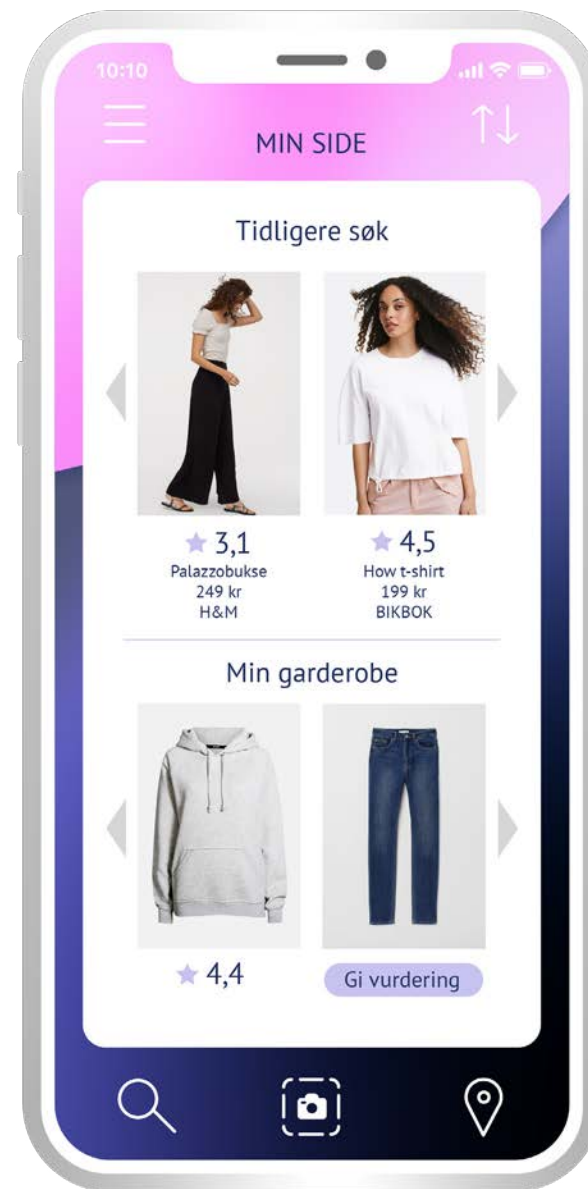 10:10
MIN SIDE
Tidligere søk
3,1
Palazzobukse
249 kr
H&M
4,5
How t-shirt
199 kr
BIKBOK
Min garderobe
4,4
Gi vurdering